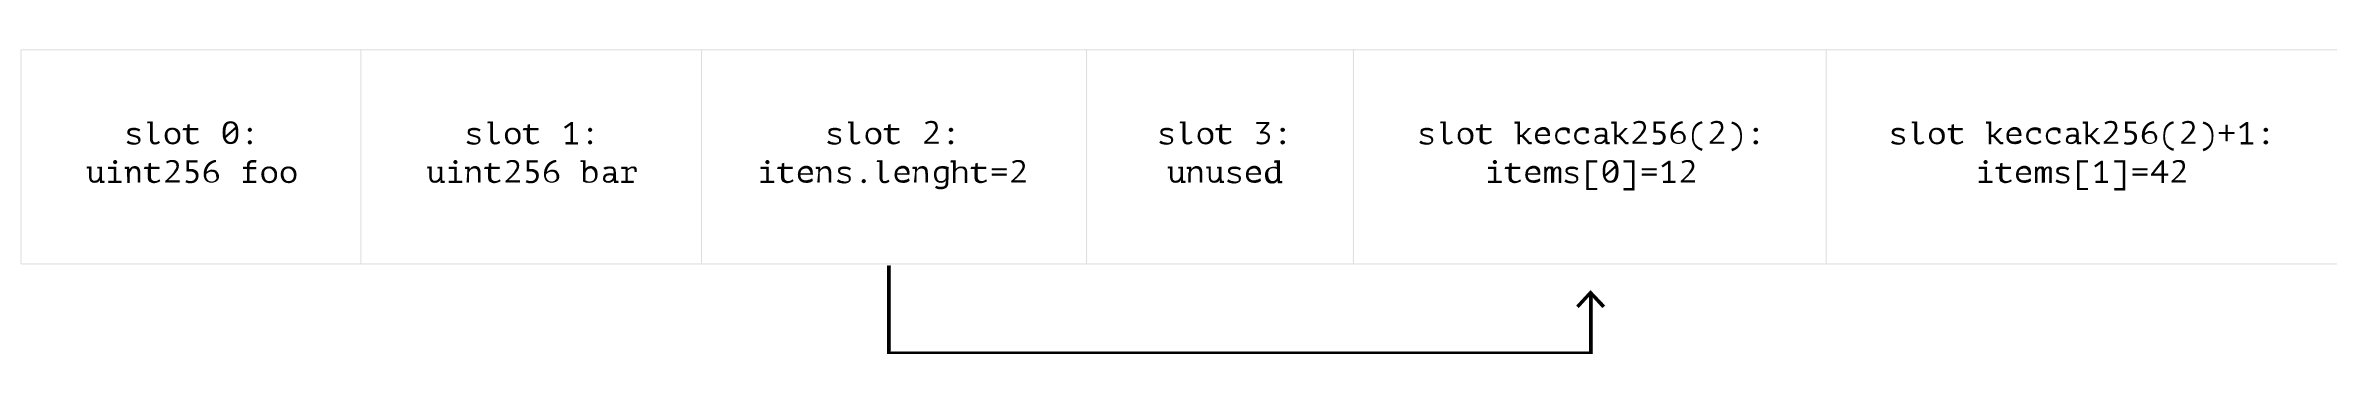 slot 0:
uint256 foo
slot 1:
uint256 bar
slot 2:
itens.lenght=2
slot 3:
unused
slot keccak256(2):
items[0]=12
slot keccak256(2)+1:
items[1]=42